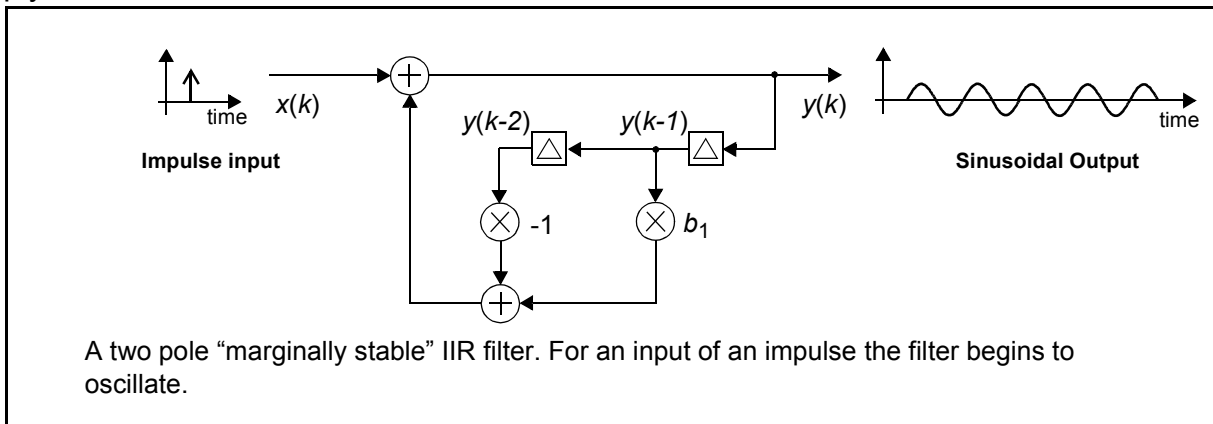 x(k)
y(k)
time
time
y(k-2)
y(k-1)
Impulse input
Sinusoidal Output
-1
b1
A two pole “marginally stable” IIR filter. For an input of an impulse the filter begins to
oscillate.